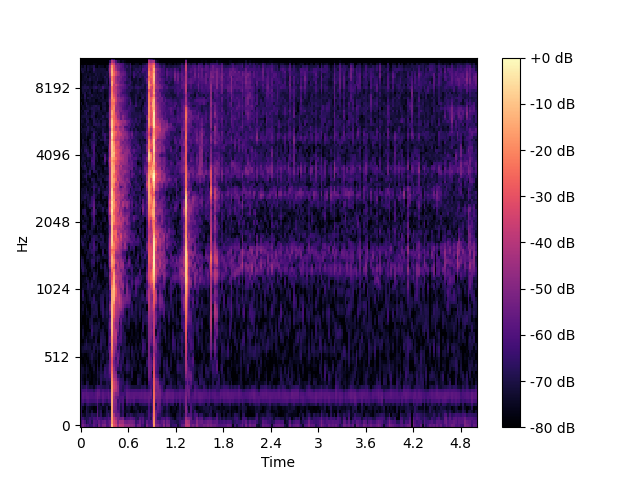 8192
4096
2048
1024
512
0
Hz
0 0.6 1.2 1.8 2.4 3 3.6 4.2 4.8
Time
+0 dB
-10 dB
-20 dB
-30 dB
-40 dB
-50 dB
-60 dB
-70 dB
-80 dB